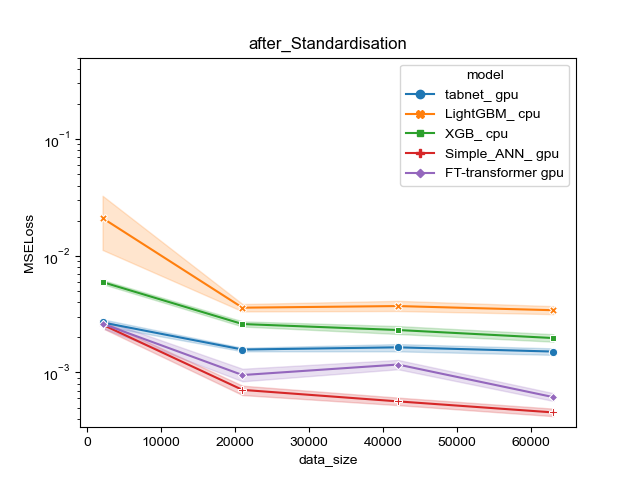 after_Standardisation
model
tabnet_ gpu
LightGBM_ cpu
XGB_ cpu
Simple_ANN_ gpu
FT-transformer gpu
MSELoss
10⁻¹
10⁻²
10⁻³
0 10000 20000 30000 40000 50000 60000
data_size